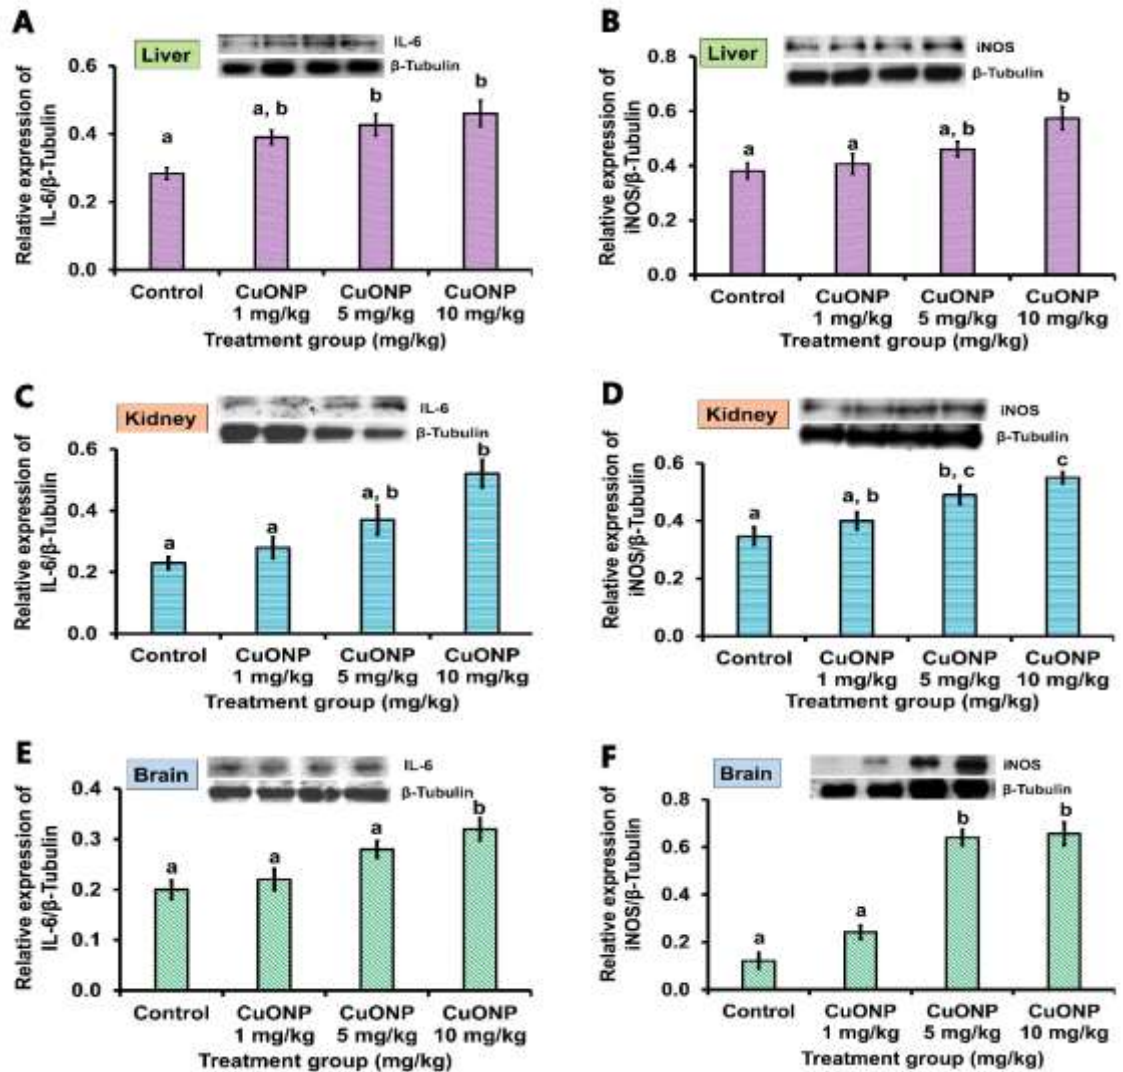 A
Liver
IL-6
β-Tubulin
Relative expression of
IL-6/β-Tubulin
0.6
0.4
0.2
0.0
a
a, b
b
b
Control
CuONP
1 mg/kg
CuONP
5 mg/kg
CuONP
10 mg/kg
Treatment group (mg/kg)
B
Liver
iNOS
β-Tubulin
Relative expression of
iNOS/β-Tubulin
0.8
0.6
0.4
0.2
0.0
a
a
a, b
b
Control
CuONP
1 mg/kg
CuONP
5 mg/kg
CuONP
10 mg/kg
Treatment group (mg/kg)
C
Kidney
IL-6
β-Tubulin
Relative expression of
IL-6/β-Tubulin
0.6
0.4
0.2
0.0
a
a
a, b
b
Control
CuONP
1 mg/kg
CuONP
5 mg/kg
CuONP
10 mg/kg
Treatment group (mg/kg)
D
Kidney
iNOS
β-Tubulin
Relative expression of
iNOS/β-Tubulin
0.6
0.4
0.2
0.0
a
a, b
b, c
c
Control
CuONP
1 mg/kg
CuONP
5 mg/kg
CuONP
10 mg/kg
Treatment group (mg/kg)
E
Brain
IL-6
β-Tubulin
Relative expression of
IL-6/β-Tubulin
0.4
0.3
0.2
0.1
0.0
a
a
a
b
Control
CuONP
1 mg/kg
CuONP
5 mg/kg
CuONP
10 mg/kg
Treatment group (mg/kg)
F
Brain
iNOS
β-Tubulin
Relative expression of
iNOS/β-Tubulin
0.8
0.6
0.4
0.2
0.0
a
a
b
b
Control
CuONP
1 mg/kg
CuONP
5 mg/kg
CuONP
10 mg/kg
Treatment group (mg/kg)